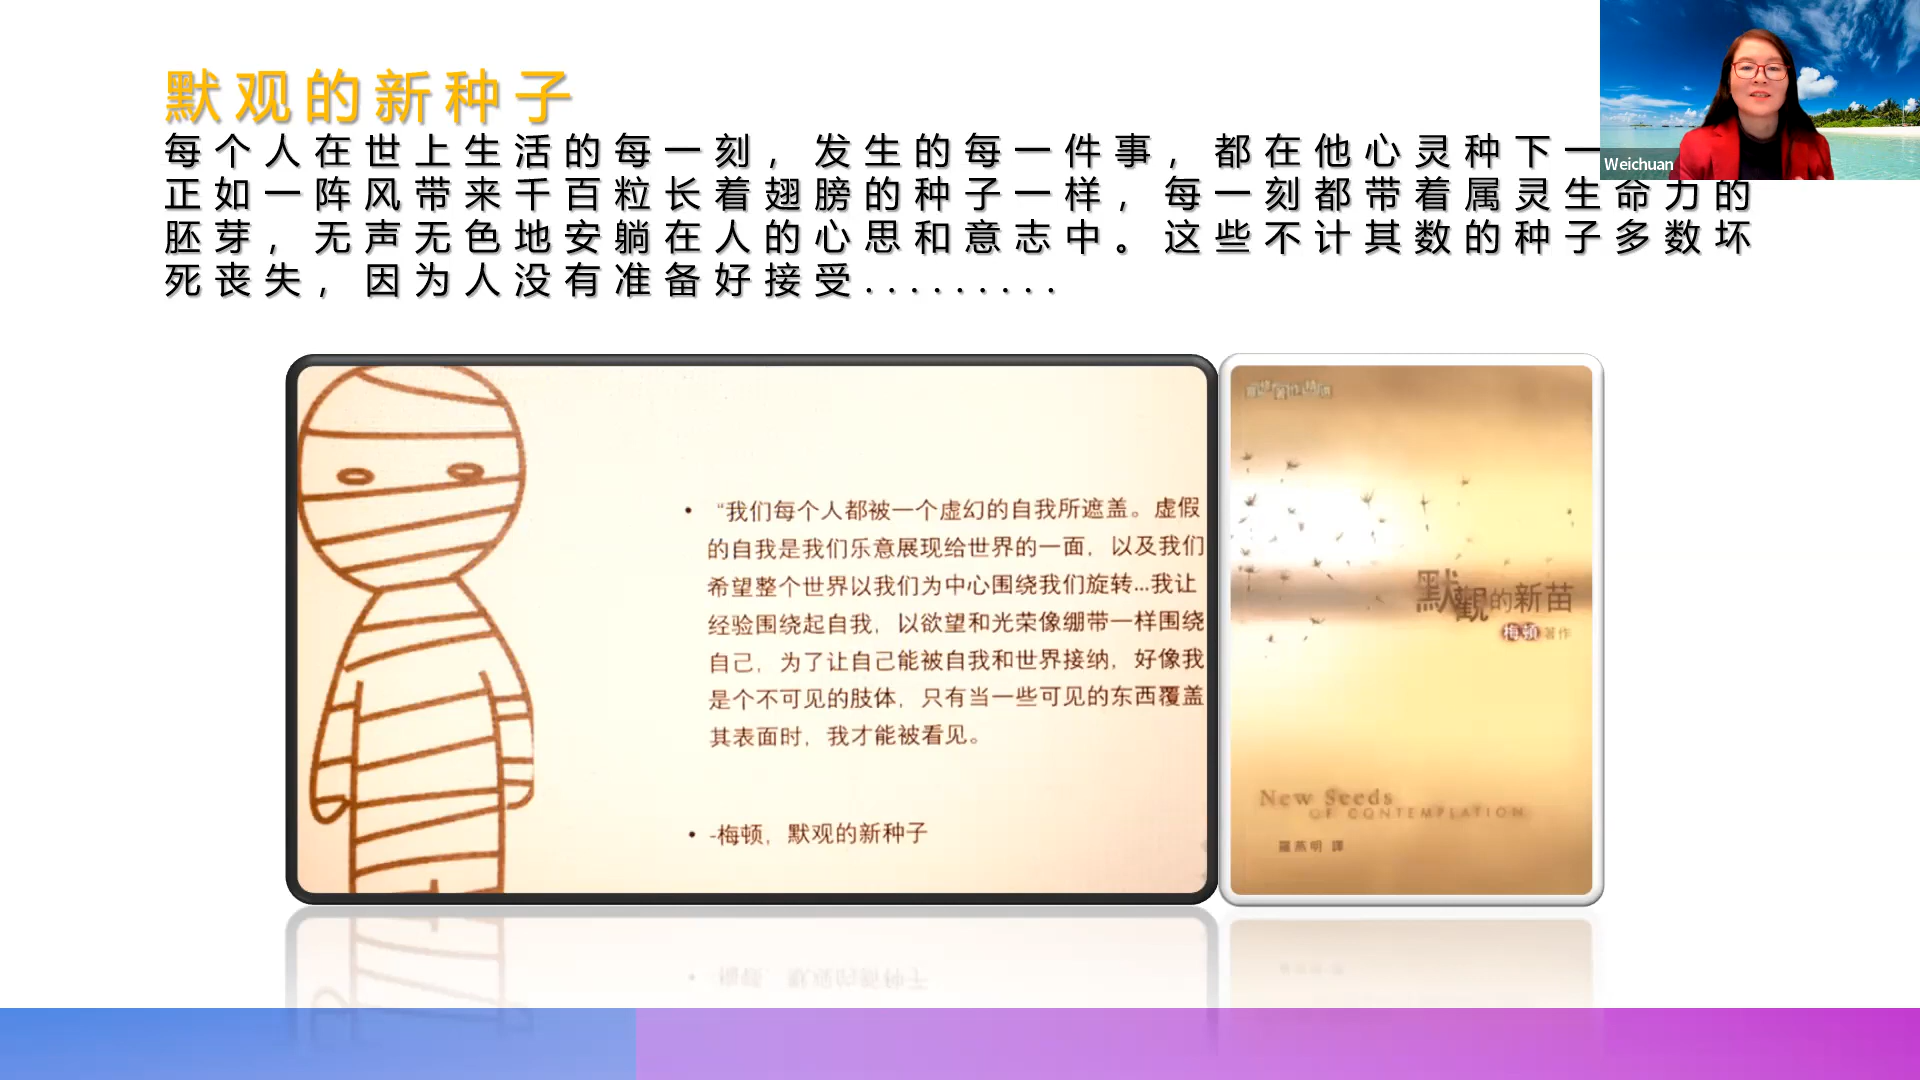 默观的新种子
每个人在世上生活的每一刻，发生的每一件事，都在他心灵种下一
正如一阵风带来千百粒长着翅膀的种子一样，每一刻都带着属灵生命力的
胚芽，无声无色地安躺在人的心思和意志中。这些不计其数的种子多数坏
死丧失，因为人没有准备好接受.........
Weichuan
• “我们每个人都被一个虚幻的自我所遮盖。虚假
的自我是我们乐意展现给世界的一面，以及我们
希望整个世界以我们为中心围绕我们旋转...我让
经验围绕起自我，以欲望和光荣像绷带一样围绕
自己，为了让自己能被自我和世界接纳，好像我
是个不可见的肢体，只有当一些可见的东西覆盖
其表面时，我才能被看见。
• -梅顿，默观的新种子
默觀的新苗
梅頓著作
New Seeds
OF CONTEMPLATION
羅燕明 譯